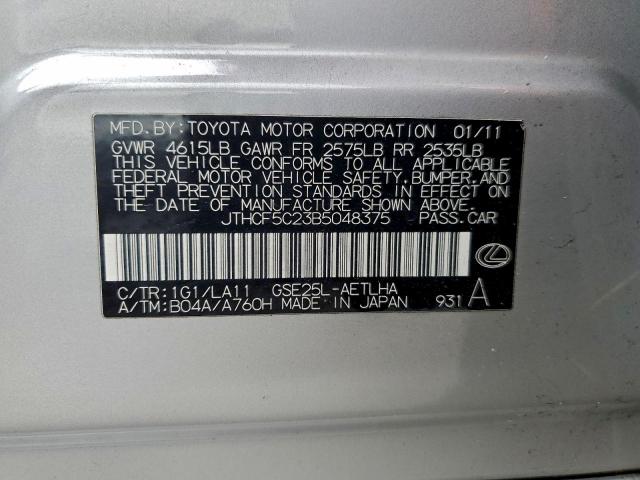 MFD.BY:TOYOTA MOTOR CORPORATION 01/11
GVWR 4615LB GAWR FR 2575LB RR 2535LB
THIS VEHICLE CONFORMS TO ALL APPLICABLE
FEDERAL MOTOR VEHICLE SAFETY.BUMPER.AND
THEFT PREVENTION STANDARDS IN EFFECT ON
THE DATE OF MANUFACTURE SHOWN ABOVE.
JTHCF5C23B5048375 PASS.CAR
C/TR:1G1/LA11 GSE25L-AETLHA
A/TM:B04A/A760H MADE IN JAPAN 931 A